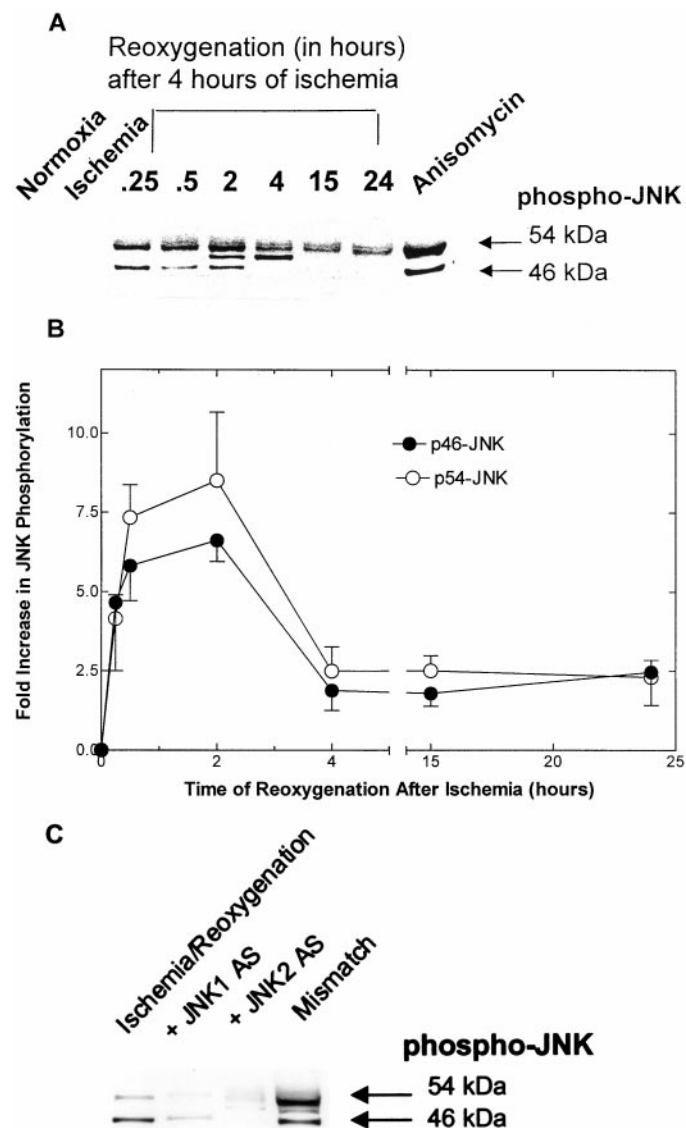 A
Reoxygenation (in hours)
after 4 hours of ischemia
Normoxia
Ischemia
.25 .5 2 4 15 24
Anisomycin
phospho-JNK
54 kDa
46 kDa
B
Fold Increase in JNK Phosphorylation
10.0
7.5
5.0
2.5
0.0
p46-JNK
p54-JNK
0 2 4 15 20 25
Time of Reoxygenation After Ischemia (hours)
C
Ischemia/Reoxygenation
+ JNK1 AS
+ JNK2 AS
Mismatch
phospho-JNK
54 kDa
46 kDa